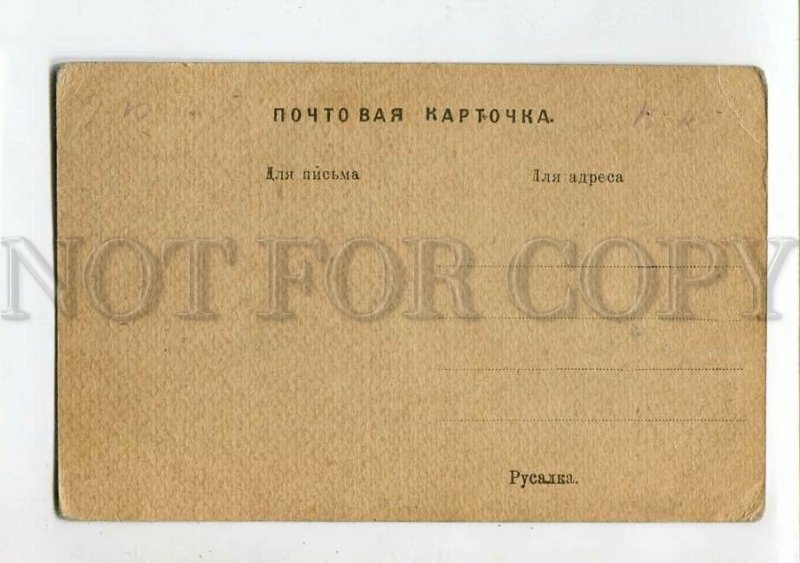 ПОЧТОВАЯ КАРТОЧКА.
Для письма
Для адреса
NOT FOR COPY
Русалка.